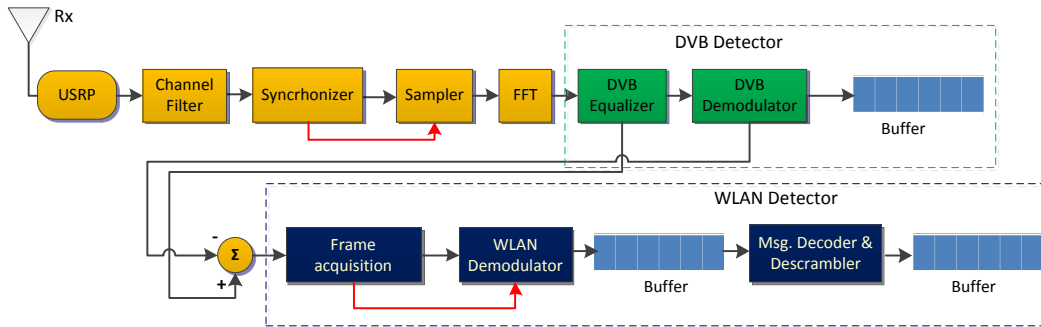 Rx
DVB Detector
USRP
Channel
Filter
Syncrhonizer
Sampler
FFT
DVB
Equalizer
DVB
Demodulator
Buffer
WLAN Detector
-
Σ
+
Frame
acquisition
WLAN
Demodulator
Buffer
Msg. Decoder &
Descrambler
Buffer